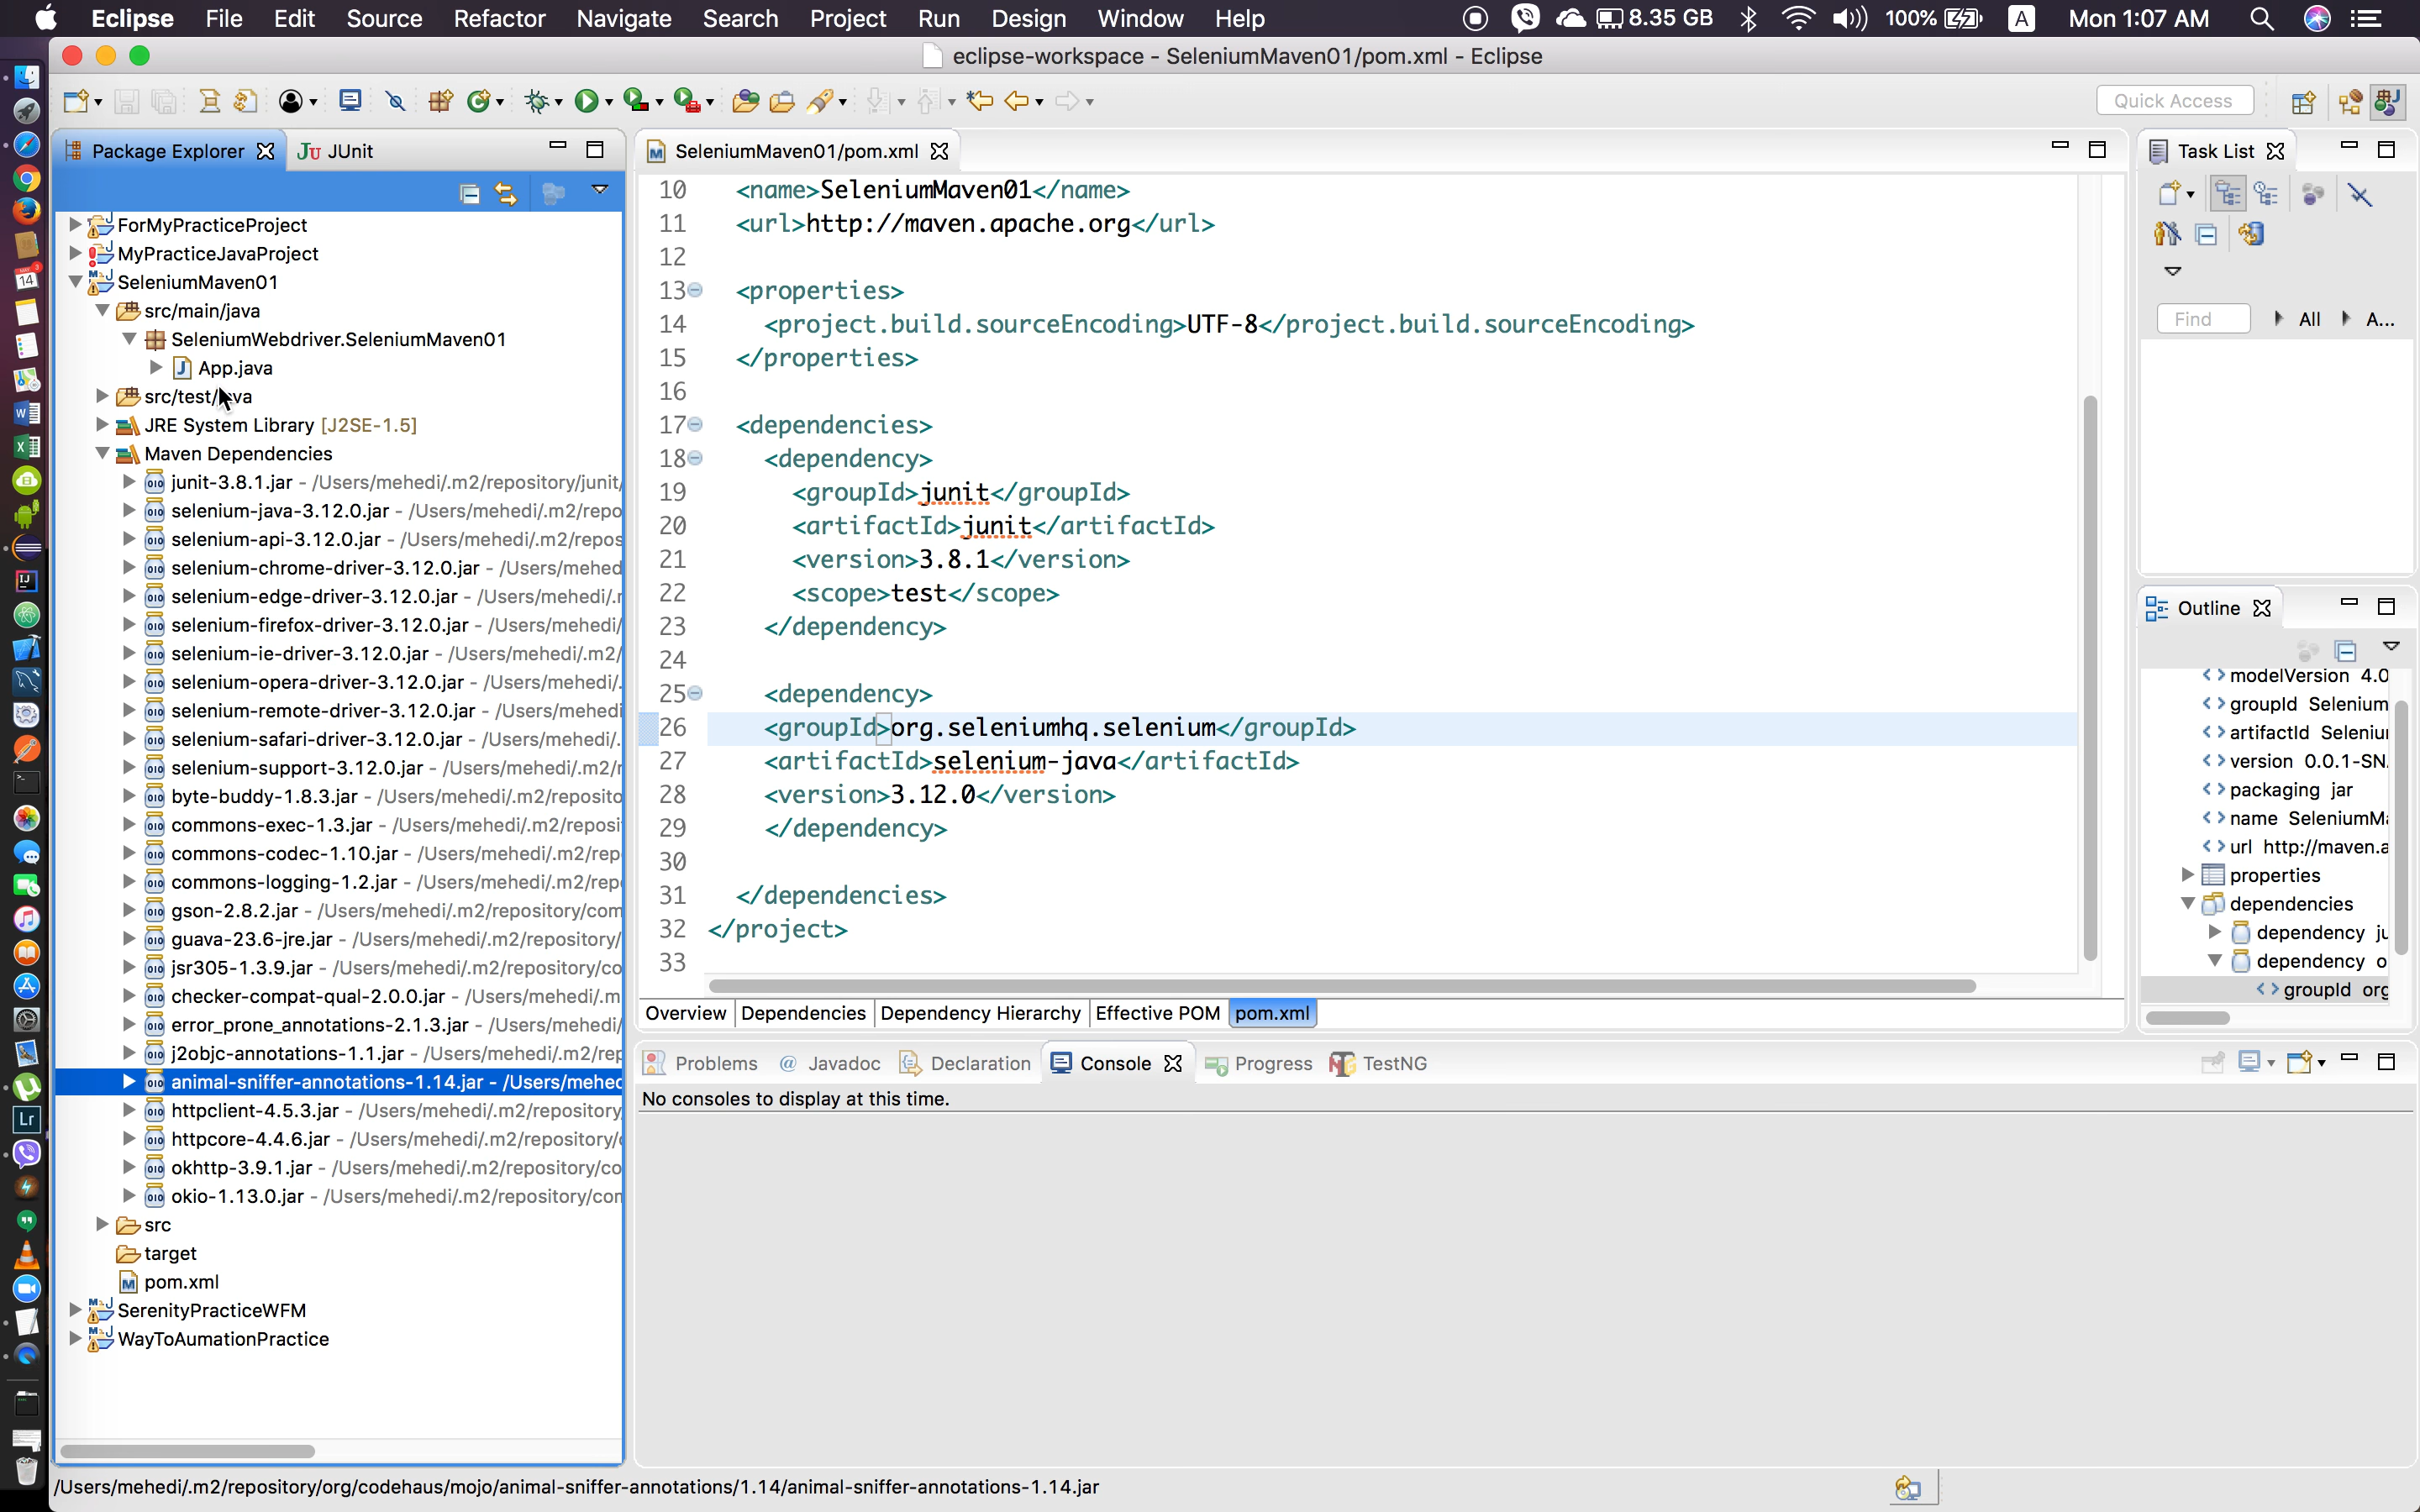 Eclipse File Edit Source Refactor Navigate Search Project Run Design Window Help 8.35 GB 100% A Mon 1:07 AM
eclipse-workspace - SeleniumMaven01/pom.xml - Eclipse
Quick Access
Package Explorer
JUnit
ForMyPracticeProject
MyPracticeJavaProject
SeleniumMaven01
src/main/java
SeleniumWebdriver.SeleniumMaven01
App.java
src/test/java
JRE System Library [J2SE-1.5]
Maven Dependencies
junit-3.8.1.jar - /Users/mehedi/.m2/repository/junit/
selenium-java-3.12.0.jar - /Users/mehedi/.m2/repo
selenium-api-3.12.0.jar - /Users/mehedi/.m2/repos
selenium-chrome-driver-3.12.0.jar - /Users/mehed
selenium-edge-driver-3.12.0.jar - /Users/mehedi/.r
selenium-firefox-driver-3.12.0.jar - /Users/mehedi/
selenium-ie-driver-3.12.0.jar - /Users/mehedi/.m2/
selenium-opera-driver-3.12.0.jar - /Users/mehedi/.
selenium-remote-driver-3.12.0.jar - /Users/mehedi
selenium-safari-driver-3.12.0.jar - /Users/mehedi/.
selenium-support-3.12.0.jar - /Users/mehedi/.m2/r
byte-buddy-1.8.3.jar - /Users/mehedi/.m2/reposito
commons-exec-1.3.jar - /Users/mehedi/.m2/reposi
commons-codec-1.10.jar - /Users/mehedi/.m2/rep
commons-logging-1.2.jar - /Users/mehedi/.m2/rep
gson-2.8.2.jar - /Users/mehedi/.m2/repository/com
guava-23.6-jre.jar - /Users/mehedi/.m2/repository/
jsr305-1.3.9.jar - /Users/mehedi/.m2/repository/co
checker-compat-qual-2.0.0.jar - /Users/mehedi/.m
error_prone_annotations-2.1.3.jar - /Users/mehedi/
j2objc-annotations-1.1.jar - /Users/mehedi/.m2/rep
animal-sniffer-annotations-1.14.jar - /Users/mehed
httpclient-4.5.3.jar - /Users/mehedi/.m2/repository
httpcore-4.4.6.jar - /Users/mehedi/.m2/repository/
okhttp-3.9.1.jar - /Users/mehedi/.m2/repository/co
okio-1.13.0.jar - /Users/mehedi/.m2/repository/con
src
target
pom.xml
SerenityPracticeWFM
WayToAumationPractice
SeleniumMaven01/pom.xml
10 <name>SeleniumMaven01</name>
11 <url>http://maven.apache.org</url>
12
13 <properties>
14 <project.build.sourceEncoding>UTF-8</project.build.sourceEncoding>
15 </properties>
16
17 <dependencies>
18 <dependency>
19 <groupId>junit</groupId>
20 <artifactId>junit</artifactId>
21 <version>3.8.1</version>
22 <scope>test</scope>
23 </dependency>
24
25 <dependency>
26 <groupId>org.seleniumhq.selenium</groupId>
27 <artifactId>selenium-java</artifactId>
28 <version>3.12.0</version>
29 </dependency>
30
31 </dependencies>
32 </project>
33
Overview Dependencies Dependency Hierarchy Effective POM pom.xml
Problems @ Javadoc Declaration Console Progress TestNG
No consoles to display at this time.
Task List
Find All A...
Outline
modelVersion 4.0
groupId Selenium
artifactId Seleniu
version 0.0.1-SN
packaging jar
name SeleniumMa
url http://maven.a
properties
dependencies
dependency ju
dependency o
groupId org
/Users/mehedi/.m2/repository/org/codehaus/mojo/animal-sniffer-annotations/1.14/animal-sniffer-annotations-1.14.jar